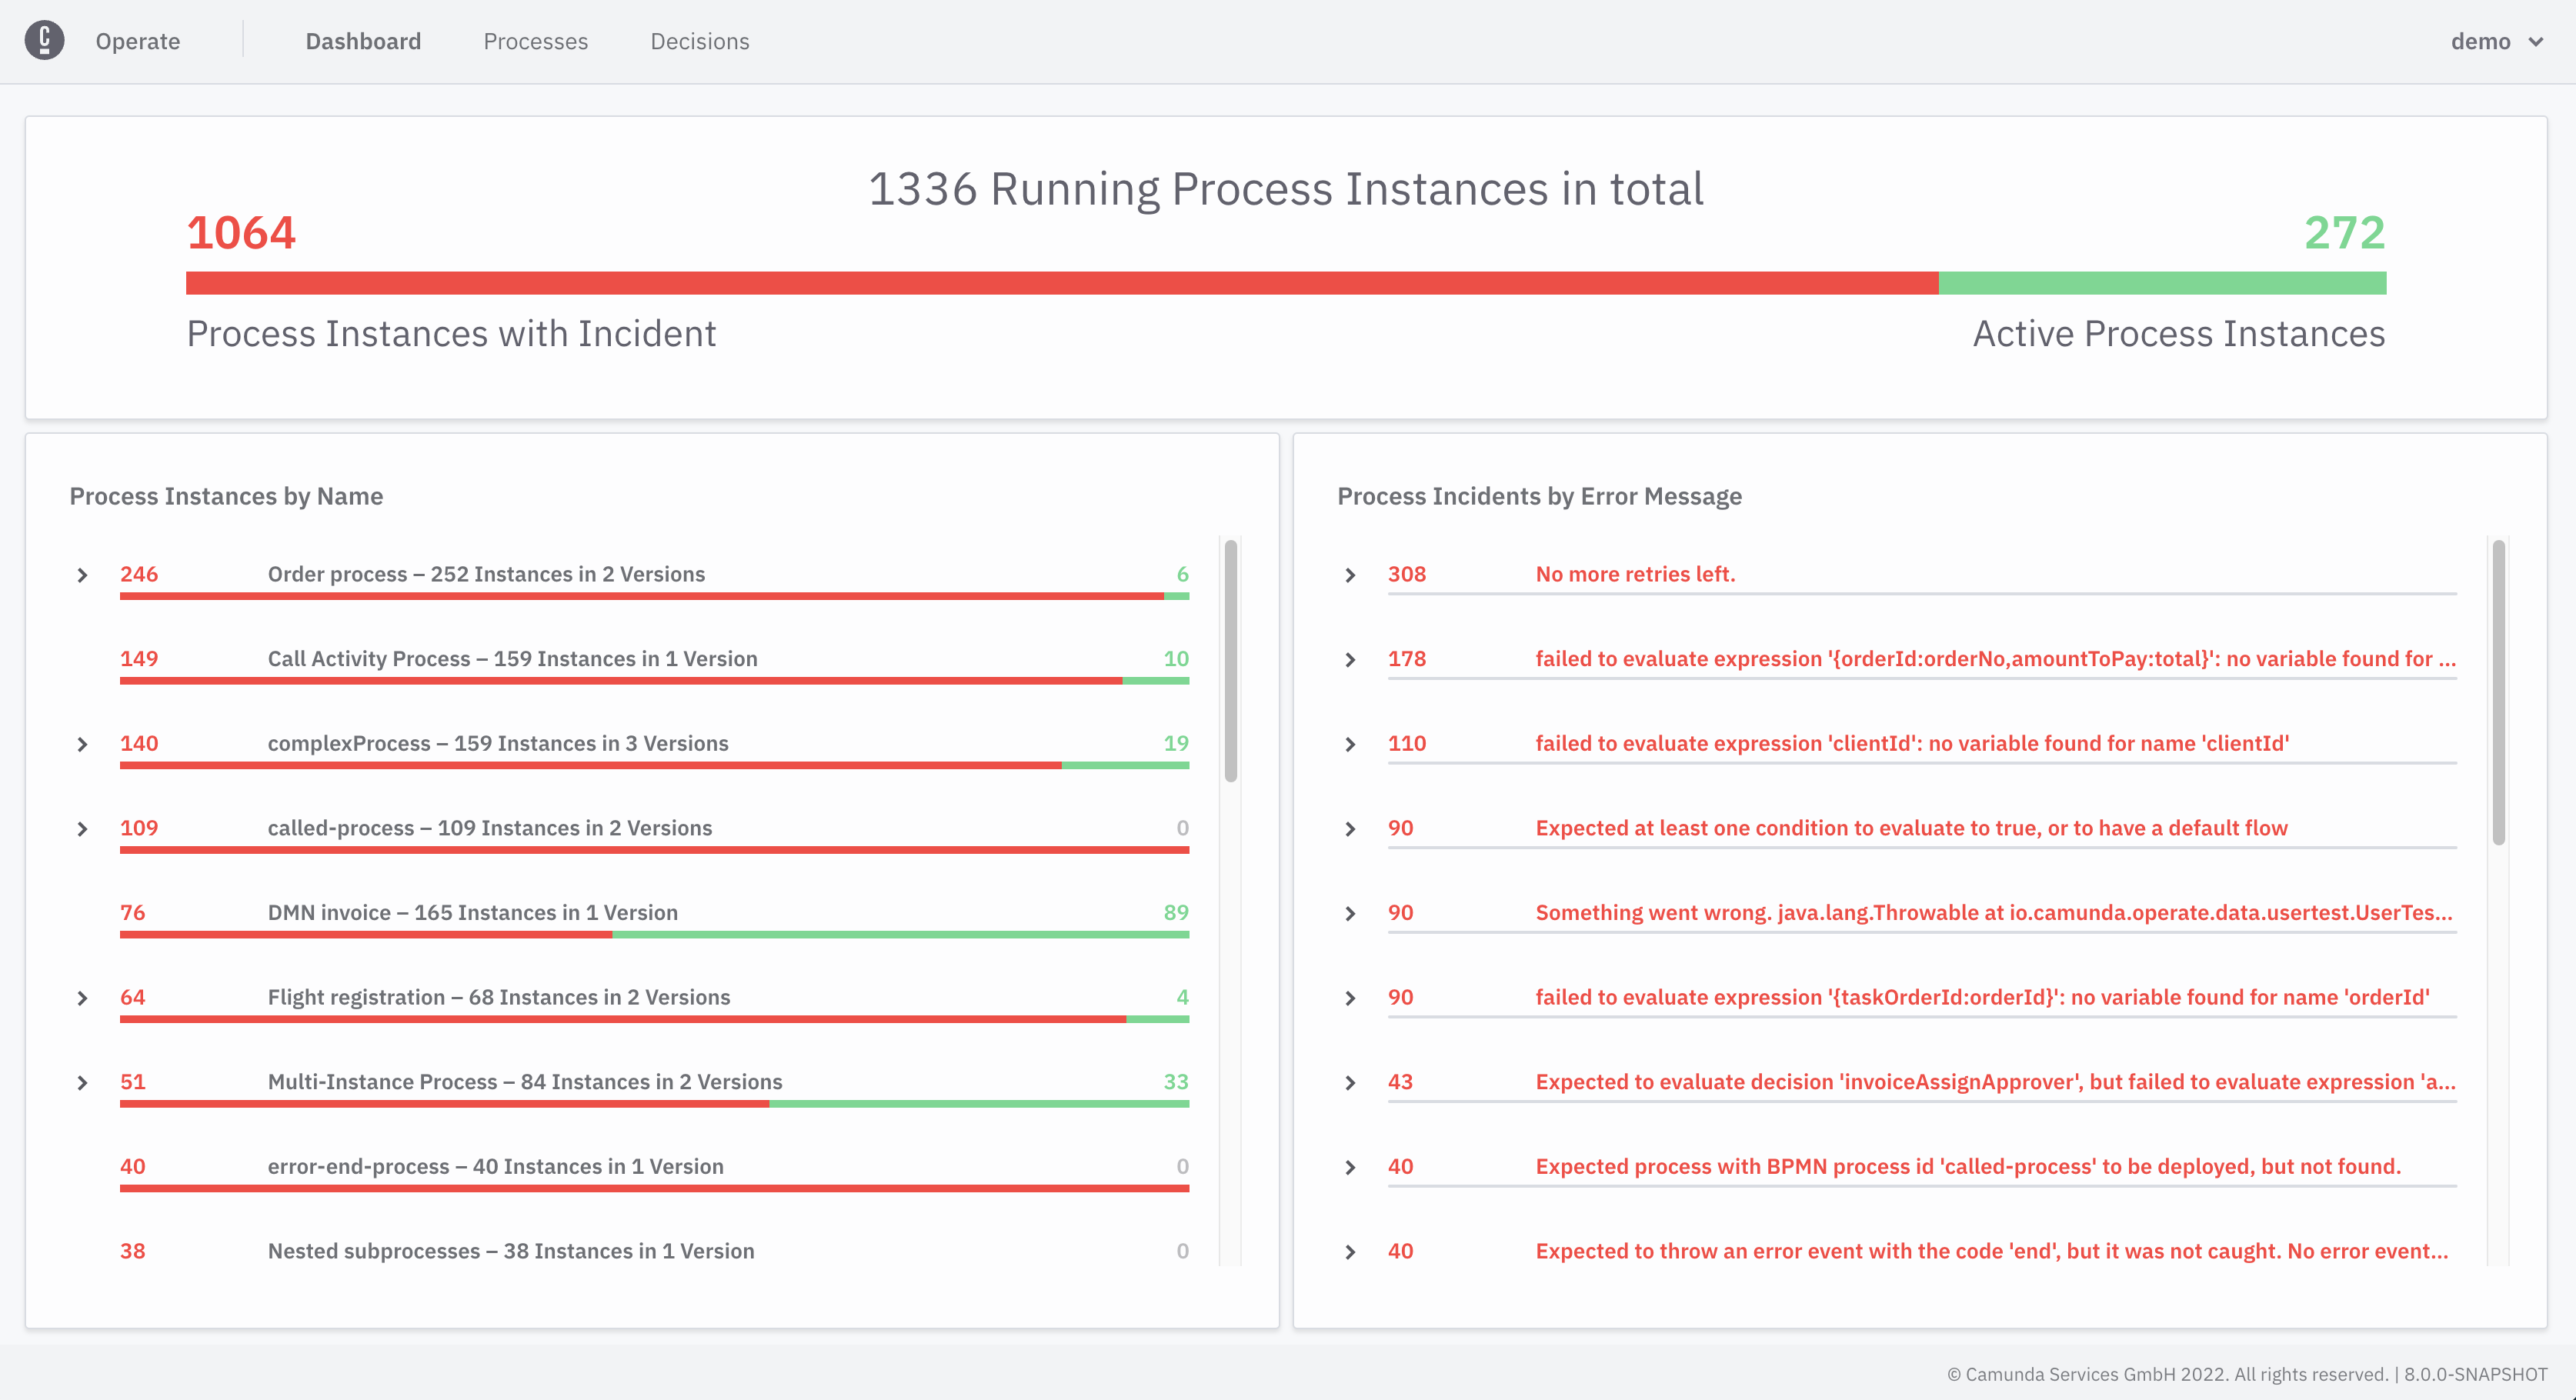 Operate Dashboard Processes Decisions demo
1336 Running Process Instances in total
1064 272
Process Instances with Incident Active Process Instances
Process Instances by Name
246 Order process – 252 Instances in 2 Versions 6
149 Call Activity Process – 159 Instances in 1 Version 10
140 complexProcess – 159 Instances in 3 Versions 19
109 called-process – 109 Instances in 2 Versions 0
76 DMN invoice – 165 Instances in 1 Version 89
64 Flight registration – 68 Instances in 2 Versions 4
51 Multi-Instance Process – 84 Instances in 2 Versions 33
40 error-end-process – 40 Instances in 1 Version 0
38 Nested subprocesses – 38 Instances in 1 Version 0
Process Incidents by Error Message
308 No more retries left.
178 failed to evaluate expression '{orderId:orderNo,amountToPay:total}': no variable found for ...
110 failed to evaluate expression 'clientId': no variable found for name 'clientId'
90 Expected at least one condition to evaluate to true, or to have a default flow
90 Something went wrong. java.lang.Throwable at io.camunda.operate.data.usertest.UserTes...
90 failed to evaluate expression '{taskOrderId:orderId}': no variable found for name 'orderId'
43 Expected to evaluate decision 'invoiceAssignApprover', but failed to evaluate expression 'a...
40 Expected process with BPMN process id 'called-process' to be deployed, but not found.
40 Expected to throw an error event with the code 'end', but it was not caught. No error event...
© Camunda Services GmbH 2022. All rights reserved. | 8.0.0-SNAPSHOT